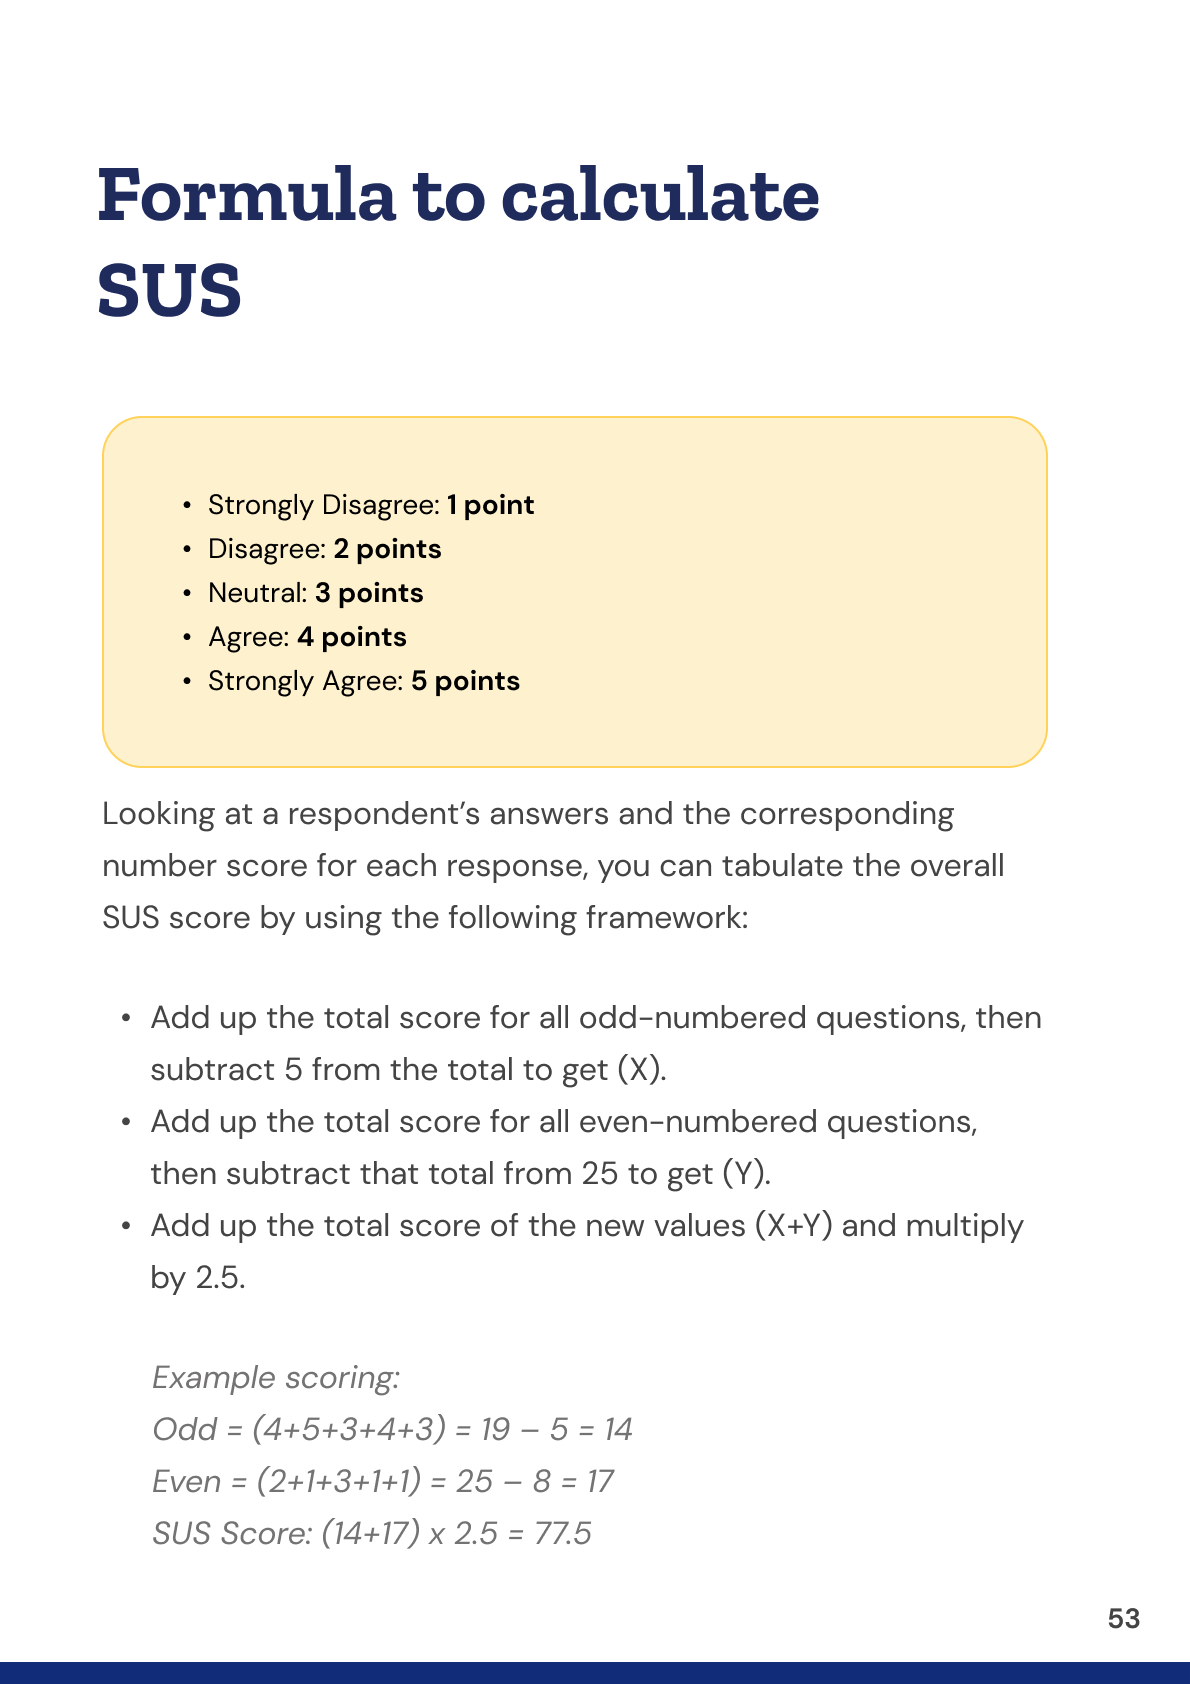 Formula to calculate
SUS
• Strongly Disagree: 1 point
• Disagree: 2 points
• Neutral: 3 points
• Agree: 4 points
• Strongly Agree: 5 points
Looking at a respondent’s answers and the corresponding
number score for each response, you can tabulate the overall
SUS score by using the following framework:
• Add up the total score for all odd-numbered questions, then
subtract 5 from the total to get (X).
• Add up the total score for all even-numbered questions,
then subtract that total from 25 to get (Y).
• Add up the total score of the new values (X+Y) and multiply
by 2.5.
Example scoring:
Odd = (4+5+3+4+3) = 19 – 5 = 14
Even = (2+1+3+1+1) = 25 – 8 = 17
SUS Score: (14+17) x 2.5 = 77.5
53